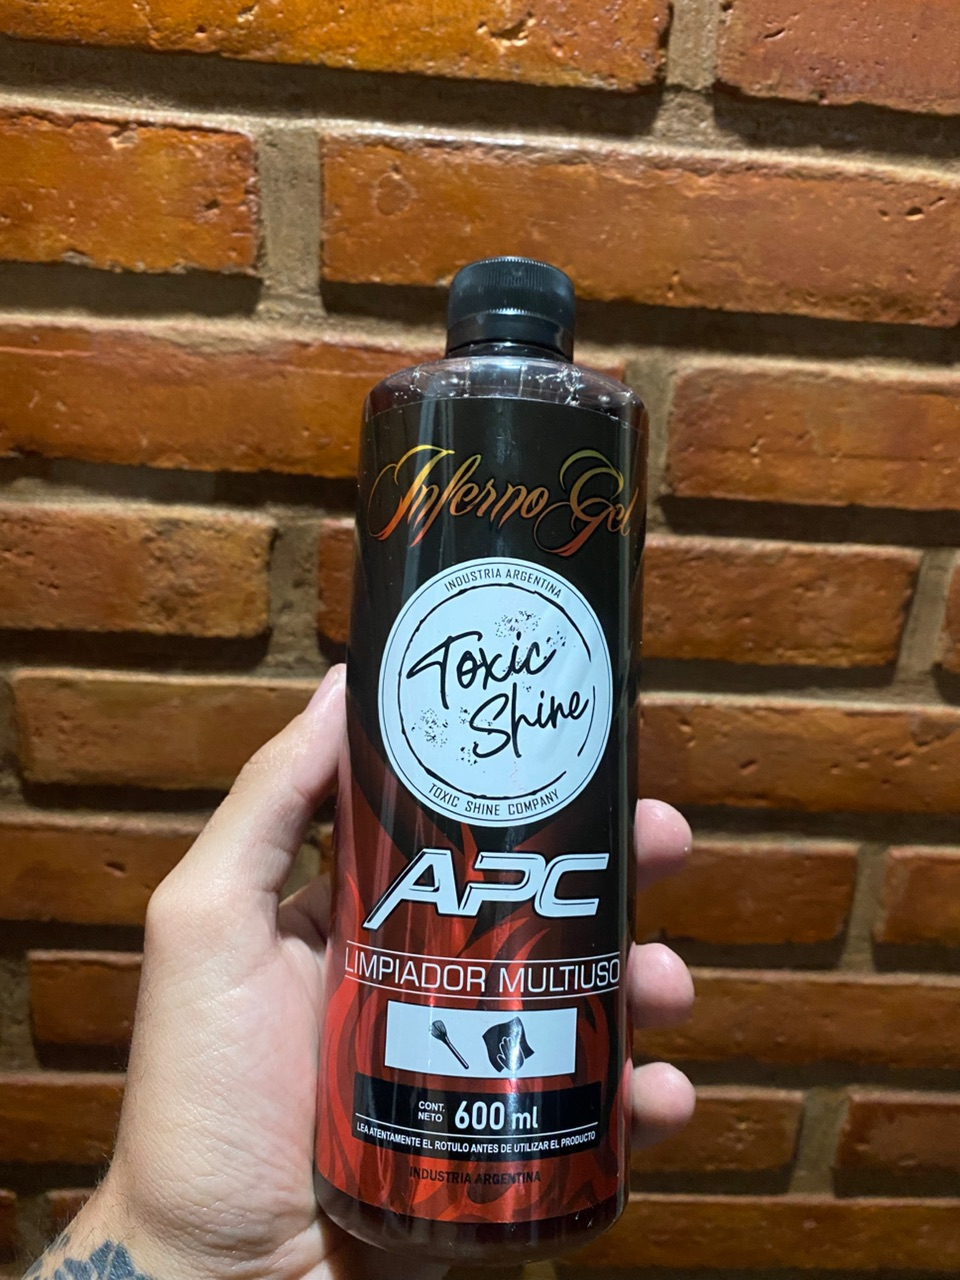 Inferno Gel
INDUSTRIA ARGENTINA
Toxic
Shine
TOXIC SHINE COMPANY
APC
LIMPIADOR MULTIUSO
CONT.
NETO
600 ml
LEA ATENTAMENTE EL ROTULO ANTES DE UTILIZAR EL PRODUCTO
INDUSTRIA ARGENTINA